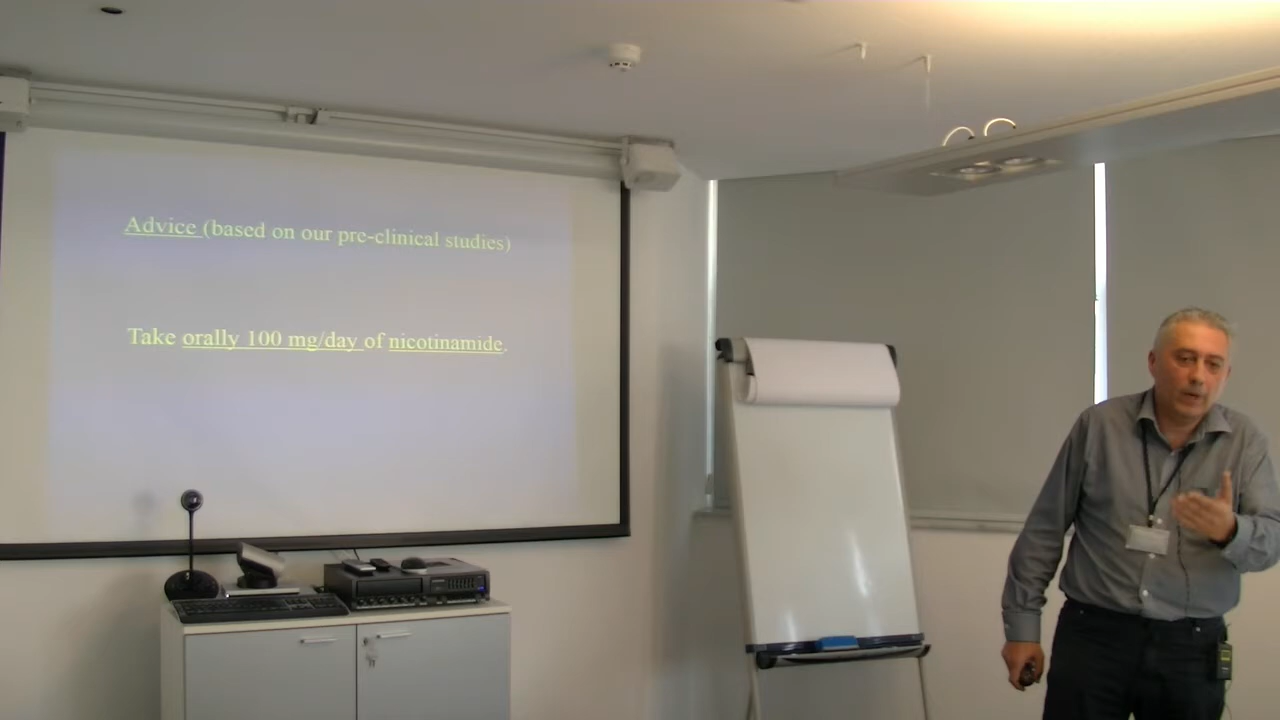 Advice (based on our pre-clinical studies)
Take orally 100 mg/day of nicotinamide.